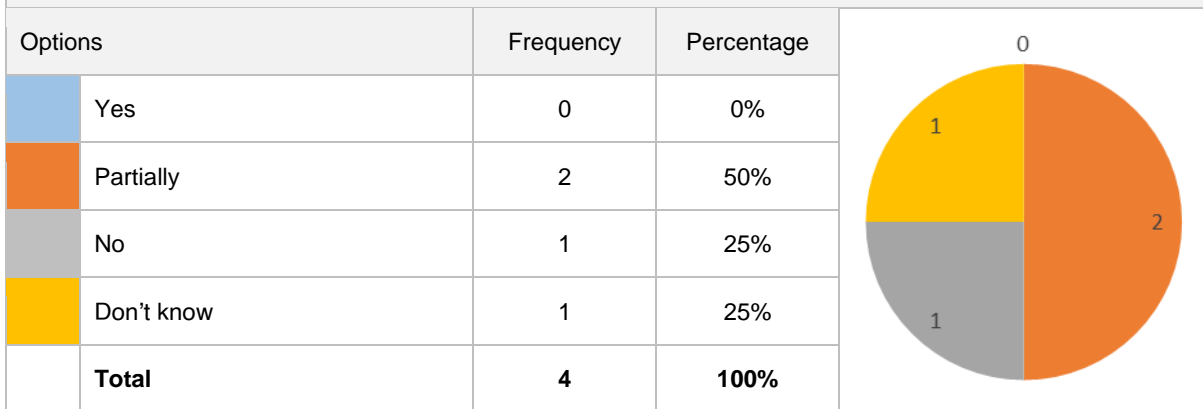 Options Frequency Percentage
Yes 0 0%
Partially 2 50%
No 1 25%
Don’t know 1 25%
Total 4 100%
0
1
2
1